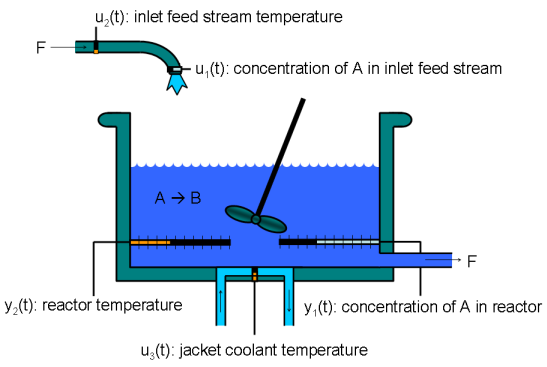 u₂(t): inlet feed stream temperature
F
u₁(t): concentration of A in inlet feed stream
A → B
F
y₂(t): reactor temperature
y₁(t): concentration of A in reactor
u₃(t): jacket coolant temperature